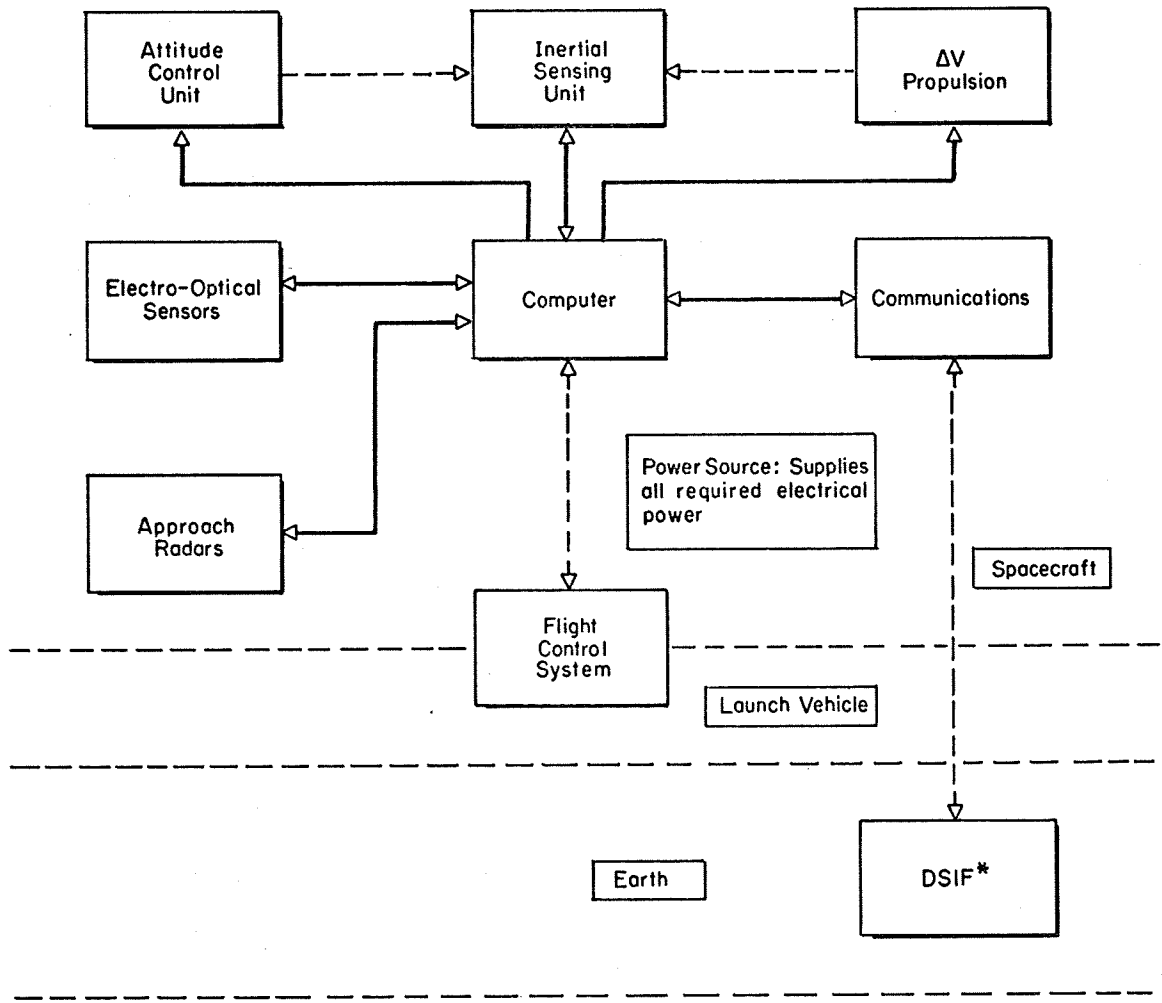 Attitude
Control
Unit
Inertial
Sensing
Unit
ΔV
Propulsion
Electro-Optical
Sensors
Computer
Communications
Approach
Radars
Power Source: Supplies
all required electrical
power
Spacecraft
Flight
Control
System
Launch Vehicle
Earth
DSIF*